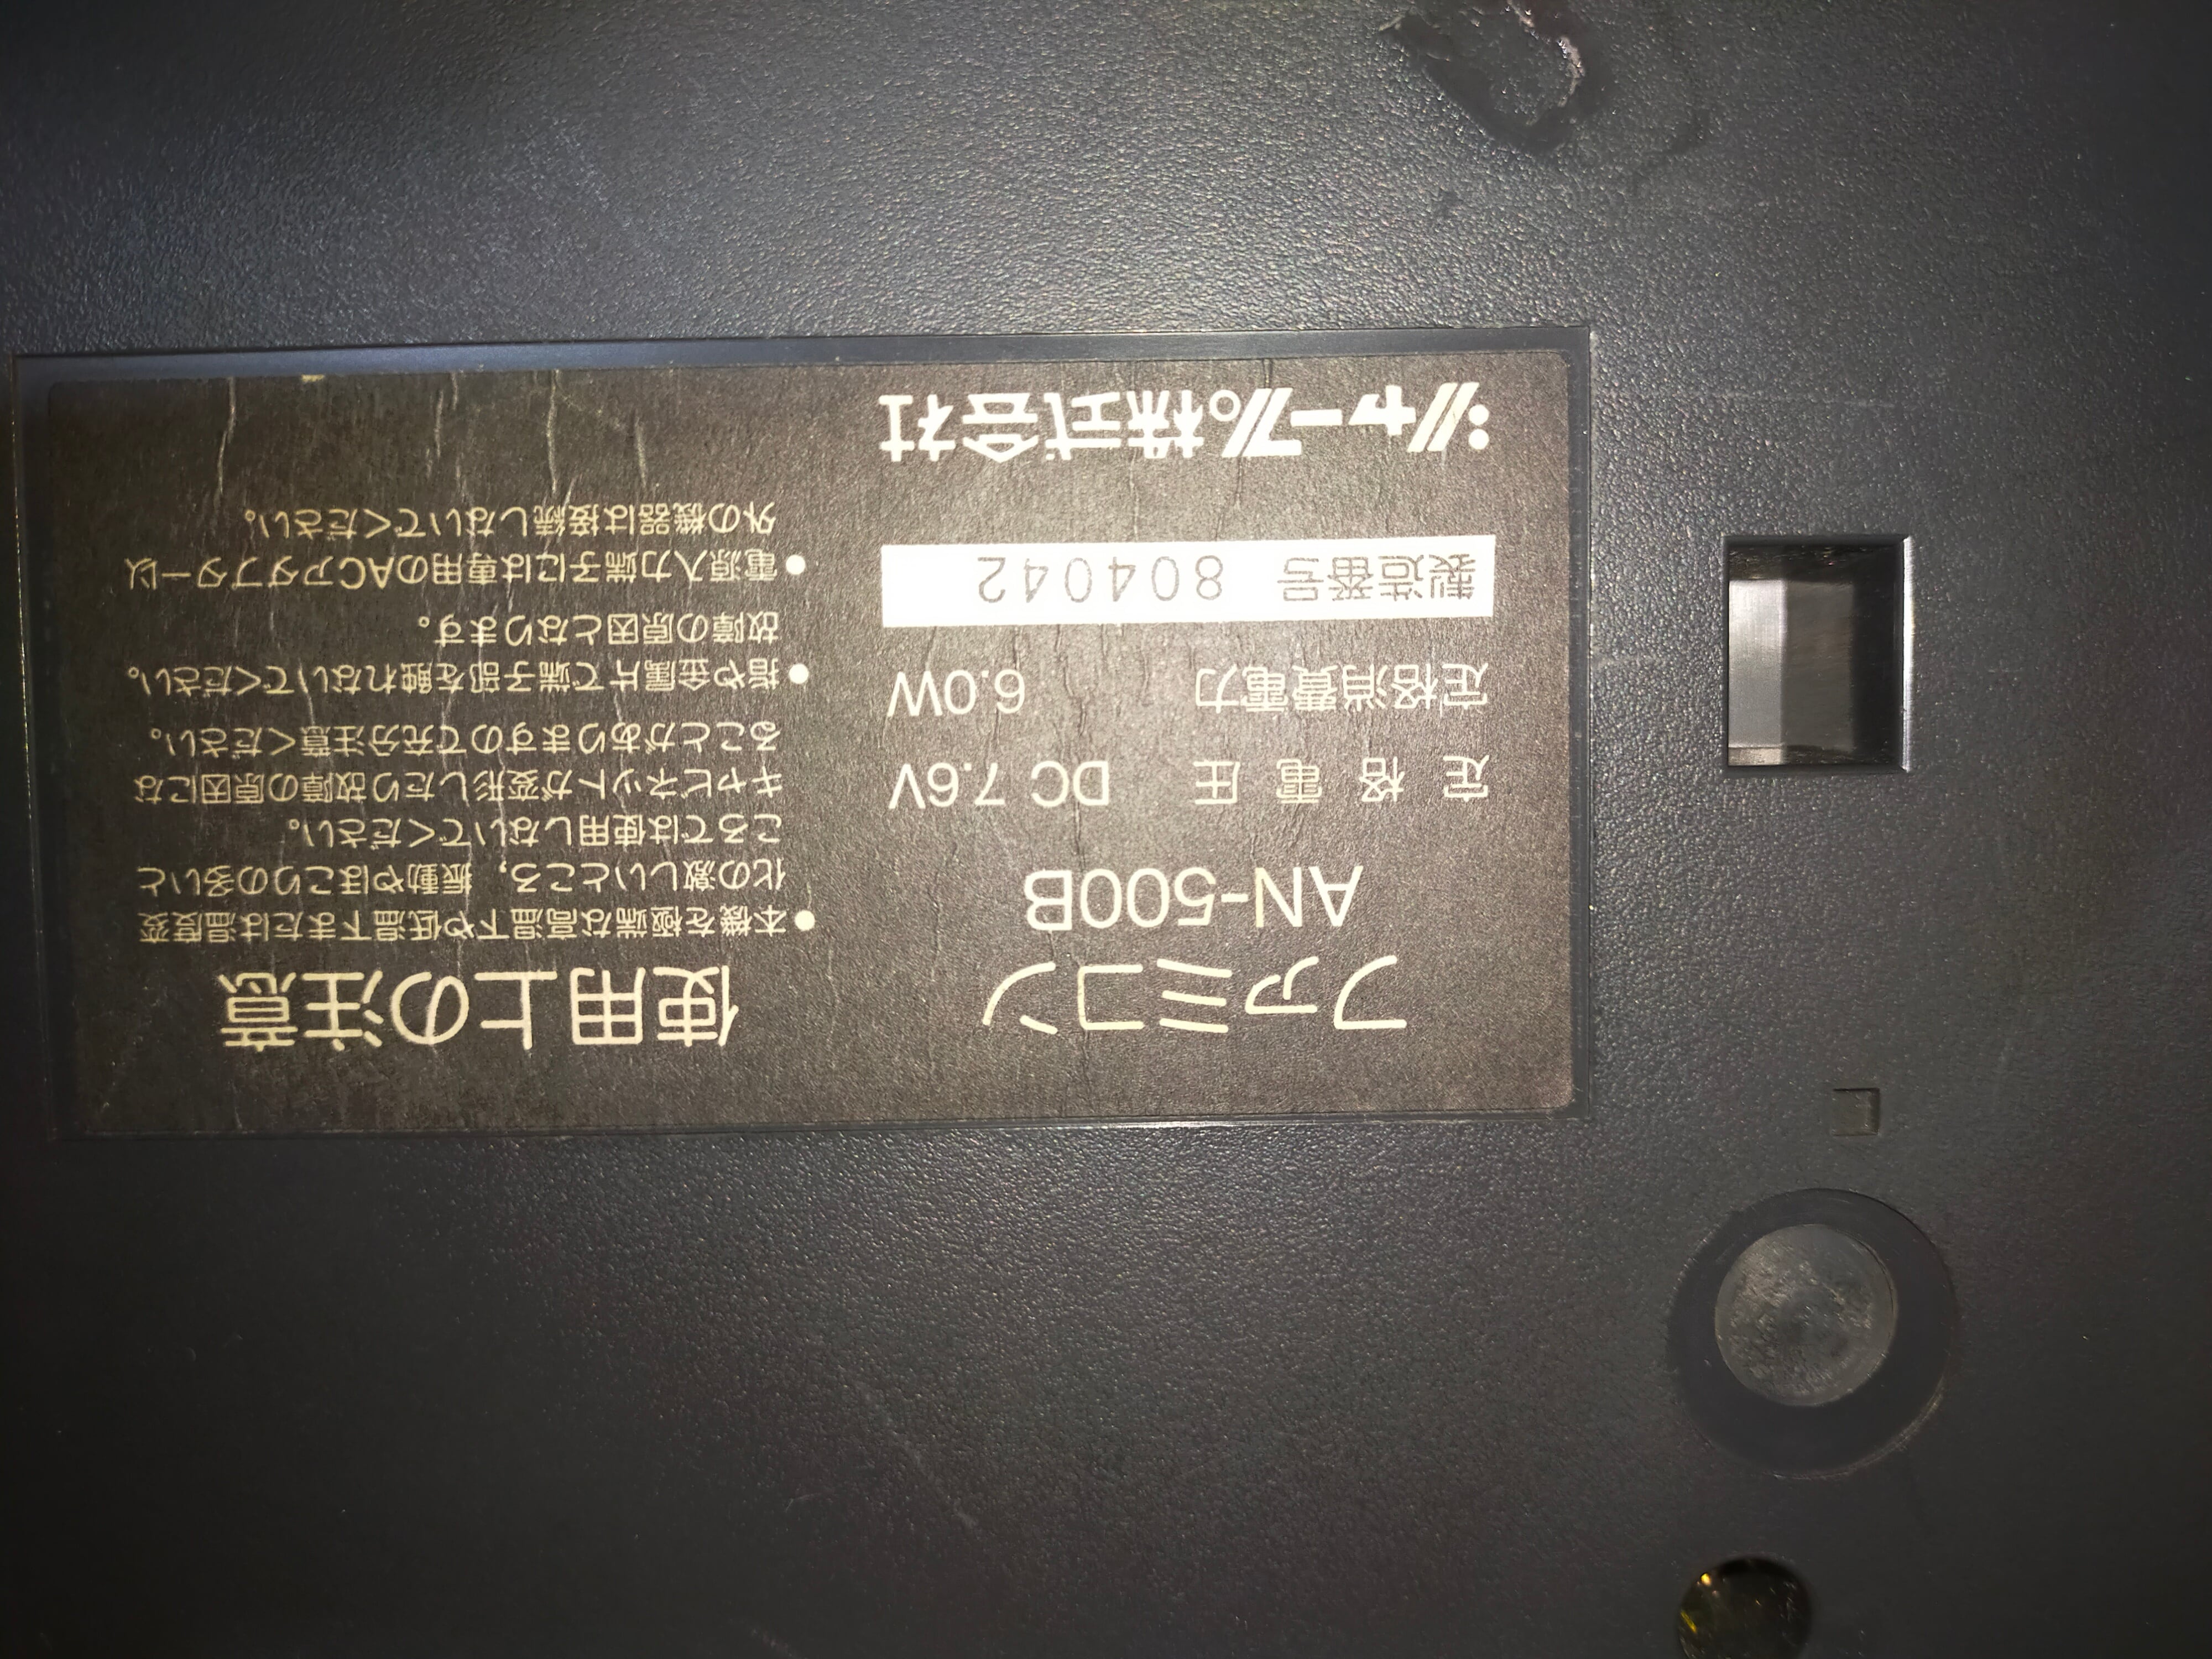 ファミコン
AN-500B
定格電圧 DC 7.6V
定格消費電力 6.0W
製造番号 804042
シャープ株式会社
使用上の注意
●本機を極端な高温下や低温下または温度変
化の激しいところ，振動やほこりの多いと
ころでは使用しないでください。
キャビネットが変形したり故障の原因にな
ることがありますので充分注意ください。
●指や金属片で端子部を触れないでください。
故障の原因となります。
●電源入力端子には専用のACアダプター以
外の機器は接続しないでください。